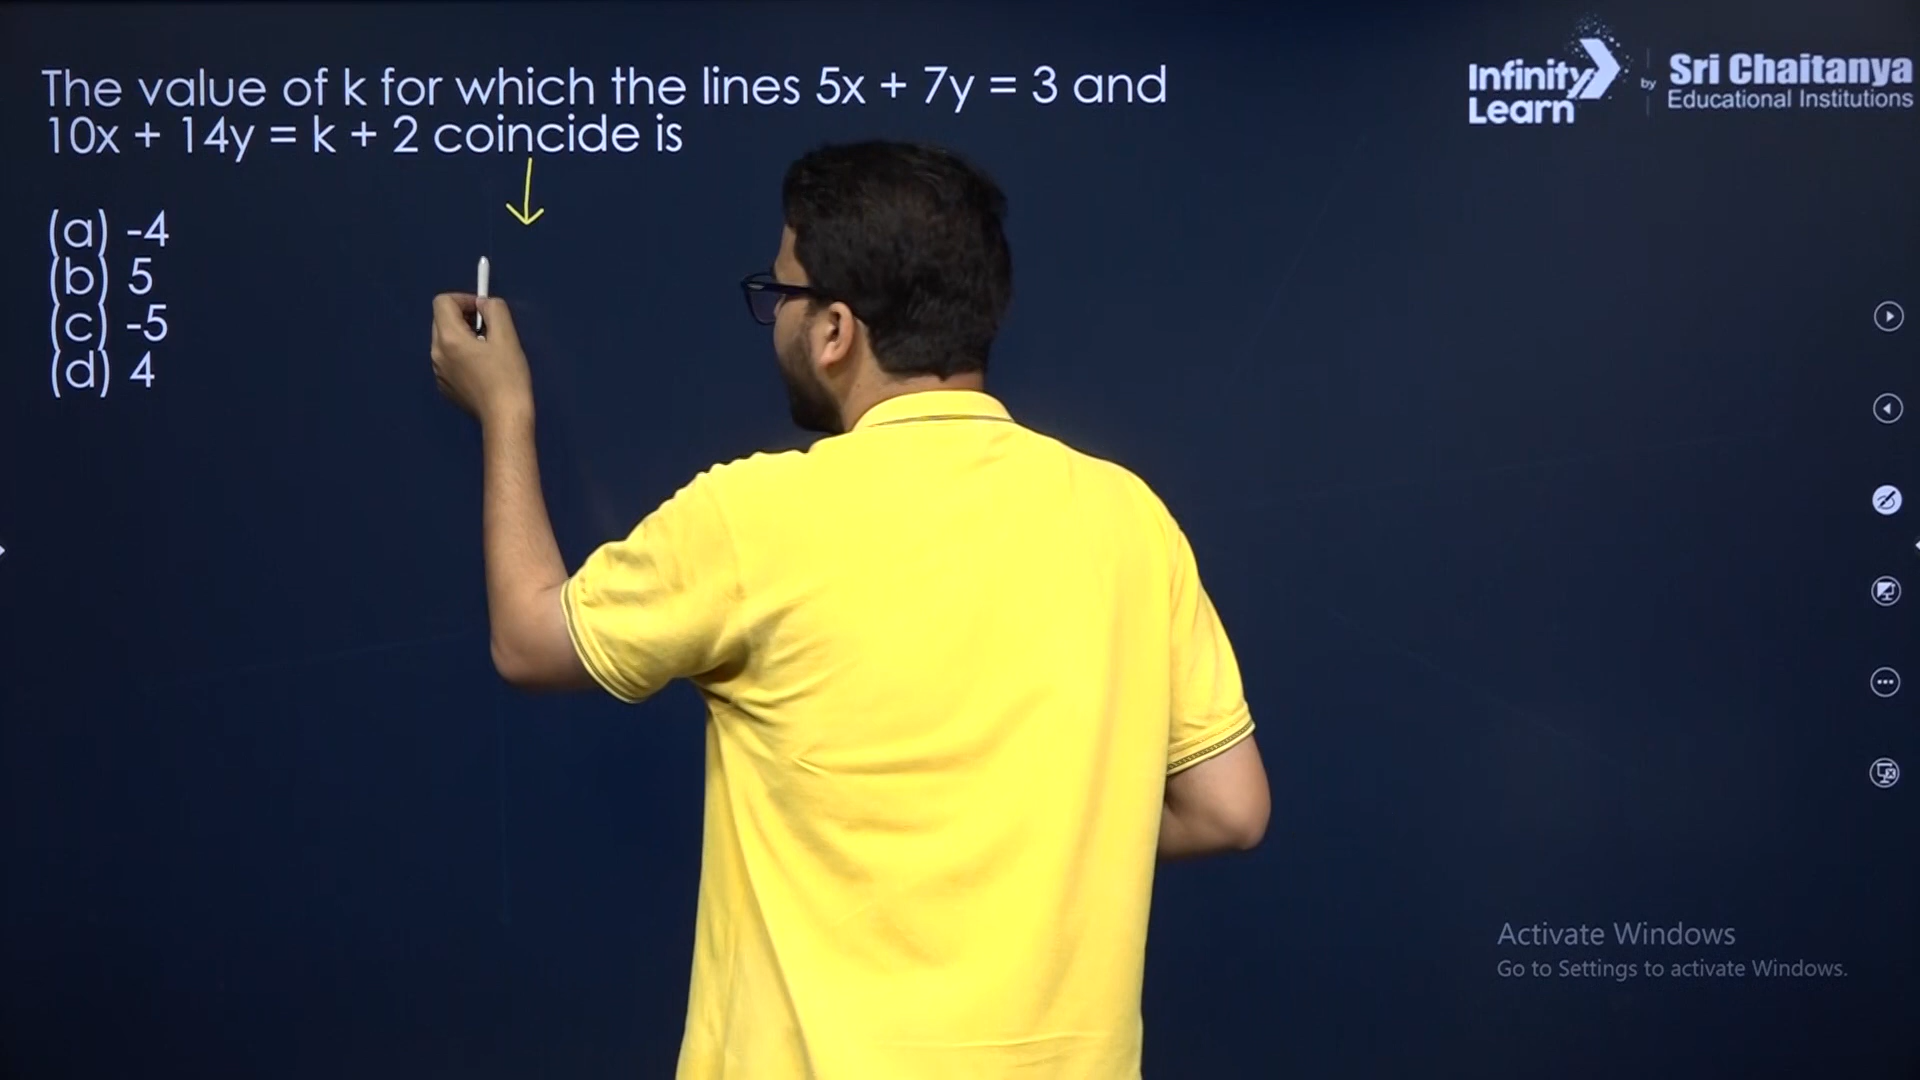 The value of k for which the lines 5x + 7y = 3 and
10x + 14y = k + 2 coincide is
(a) -4
(b) 5
(c) -5
(d) 4
Infinity
Learn
by
Sri Chaitanya
Educational Institutions
Activate Windows
Go to Settings to activate Windows.